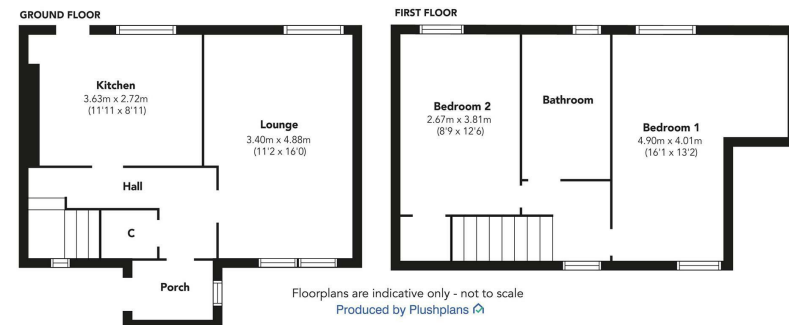 GROUND FLOOR
Kitchen
3.63m x 2.72m
(11'11 x 8'11)
Lounge
3.40m x 4.88m
(11'2 x 16'0)
Hall
C
Porch
FIRST FLOOR
Bedroom 2
2.67m x 3.81m
(8'9 x 12'6)
Bathroom
Bedroom 1
4.90m x 4.01m
(16'1 x 13'2)
Floorplans are indicative only - not to scale
Produced by Plushplans